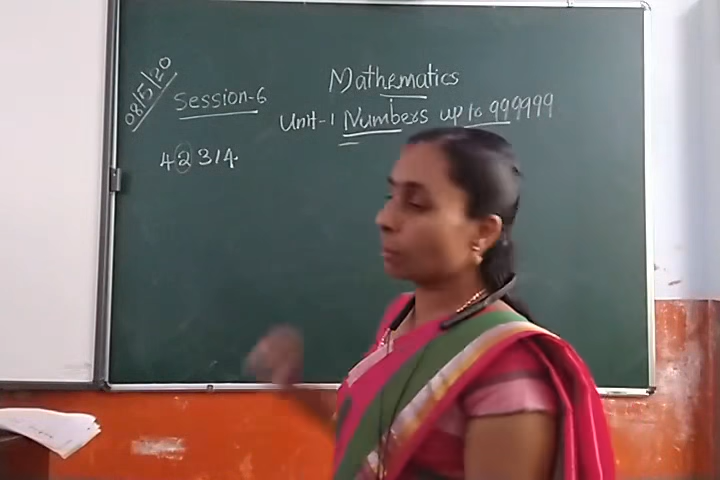 08/5/20
Session-6
Mathematics
Unit-1 Numbers up to 999999
42314.